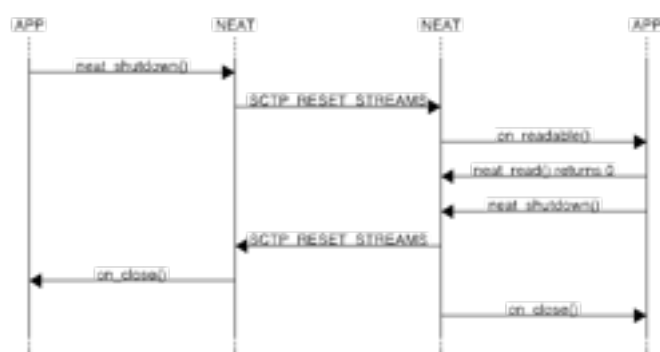 APP NEAT NEAT APP
neat_shutdown()
SCTP_RESET_STREAMS
on_readable()
neat_read() returns 0
neat_shutdown()
SCTP_RESET_STREAMS
on_close()
on_close()